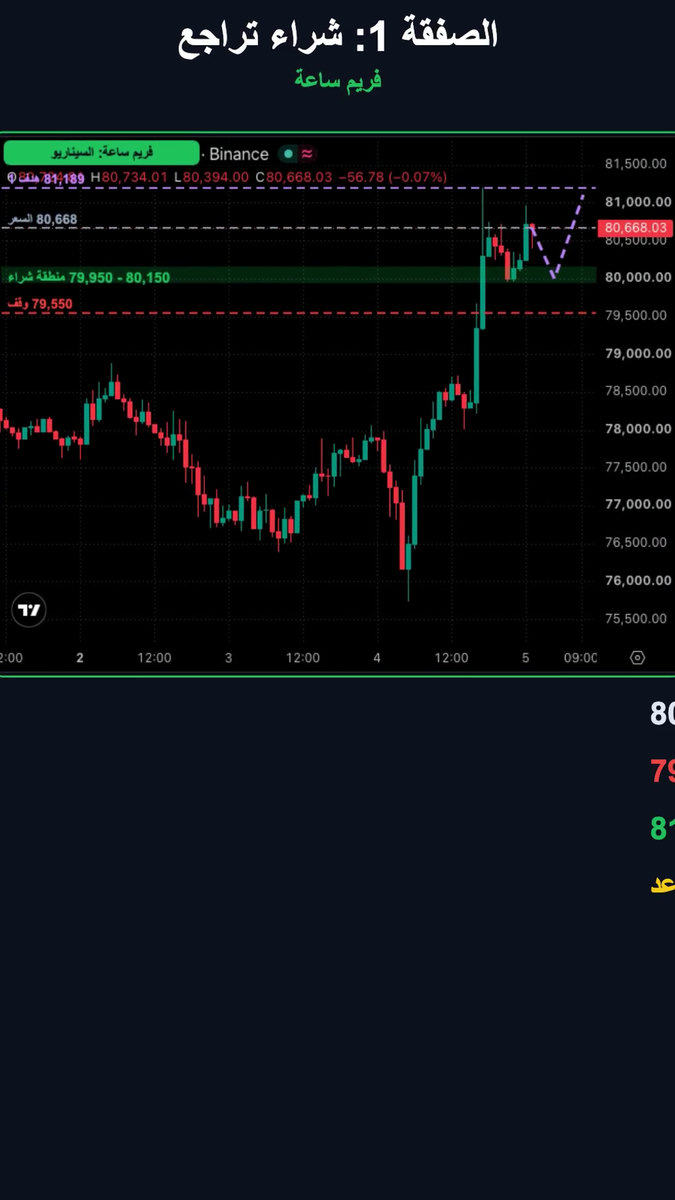 الصفقة 1: شراء تراجع
فريم ساعة
فريم ساعة: السيناريو
· Binance
H80,734.01 L80,394.00 C80,668.03 −56.78 (−0.07%)
81,189 هدف 1
السعر 80,668
منطقة شراء 79,950 - 80,150
وقف 79,550
81,500.00
81,000.00
80,668.03
80,500.00
80,000.00
79,500.00
79,000.00
78,500.00
78,000.00
77,500.00
77,000.00
76,500.00
76,000.00
75,500.00
2:00 2 12:00 3 12:00 4 12:00 5 09:00
80
79
81
عد